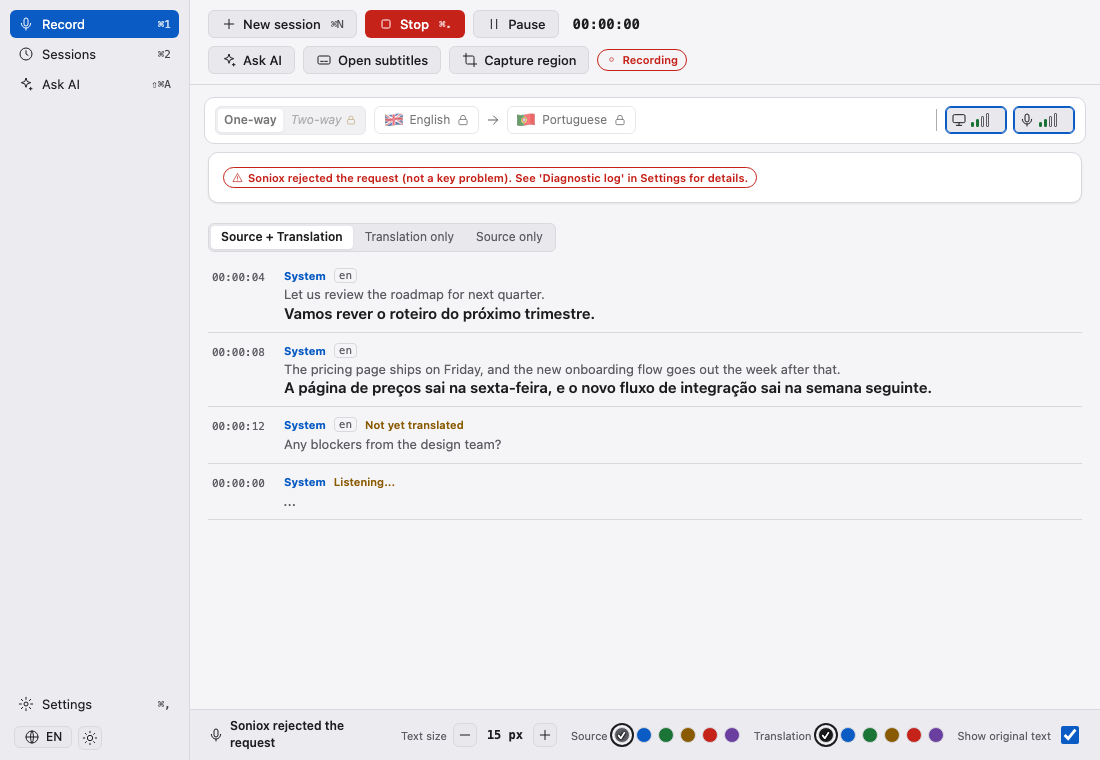 Record ⌘1
Sessions ⌘2
Ask AI ⇧⌘A
New session ⌘N
Stop ⌘.
Pause
00:00:00
Ask AI
Open subtitles
Capture region
Recording
One-way
Two-way
English
Portuguese
Soniox rejected the request (not a key problem). See 'Diagnostic log' in Settings for details.
Source + Translation
Translation only
Source only
00:00:04 System en
Let us review the roadmap for next quarter.
Vamos rever o roteiro do próximo trimestre.
00:00:08 System en
The pricing page ships on Friday, and the new onboarding flow goes out the week after that.
A página de preços sai na sexta-feira, e o novo fluxo de integração sai na semana seguinte.
00:00:12 System en Not yet translated
Any blockers from the design team?
00:00:00 System Listening...
...
Settings ⌘,
EN
Soniox rejected the
request
Text size
15 px
Source
Translation
Show original text